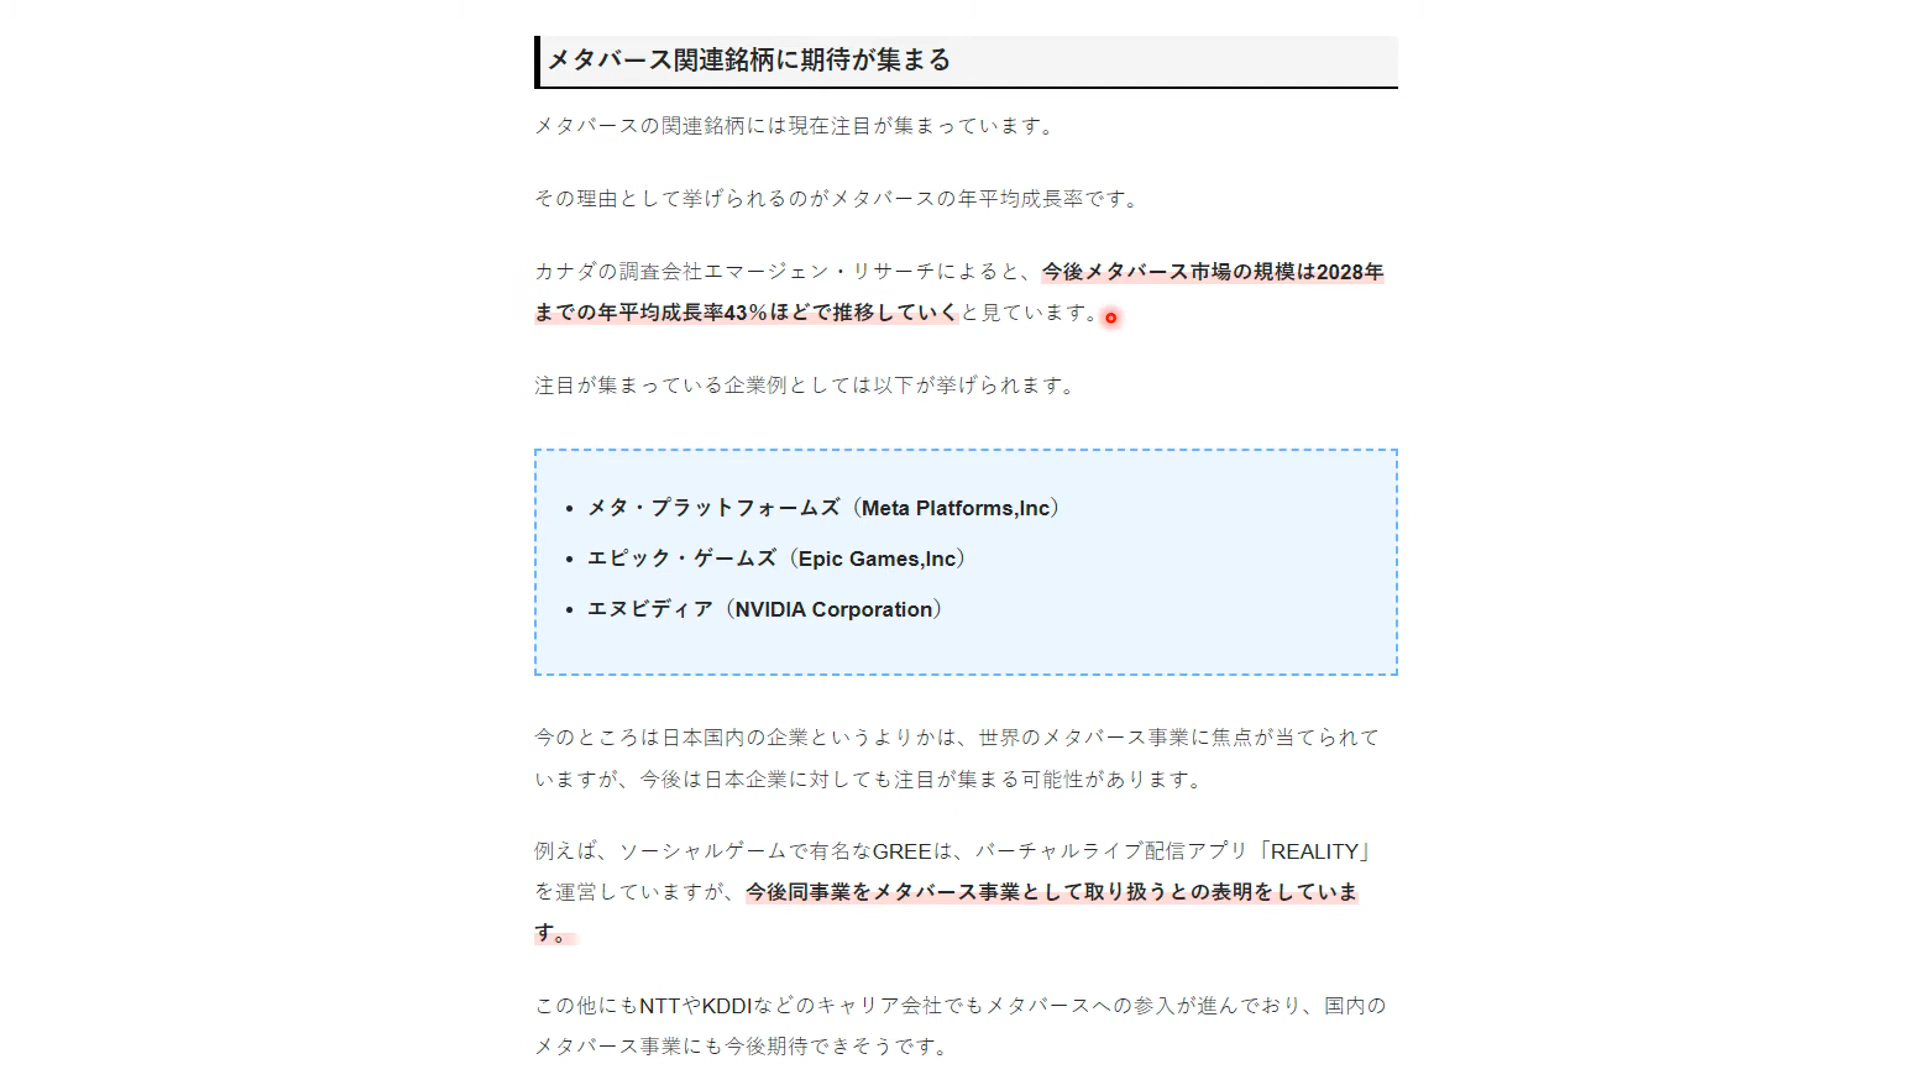 メタバース関連銘柄に期待が集まる
メタバースの関連銘柄には現在注目が集まっています。
その理由として挙げられるのがメタバースの年平均成長率です。
カナダの調査会社エマージェン・リサーチによると、今後メタバース市場の規模は2028年
までの年平均成長率43%ほどで推移していくと見ています。
注目が集まっている企業例としては以下が挙げられます。
• メタ・プラットフォームズ（Meta Platforms,Inc）
• エピック・ゲームズ（Epic Games,Inc）
• エヌビディア（NVIDIA Corporation）
今のところは日本国内の企業というよりかは、世界のメタバース事業に焦点が当てられて
いますが、今後は日本企業に対しても注目が集まる可能性があります。
例えば、ソーシャルゲームで有名なGREEは、バーチャルライブ配信アプリ「REALITY」
を運営していますが、今後同事業をメタバース事業として取り扱うとの表明をしていま
す。
この他にもNTTやKDDIなどのキャリア会社でもメタバースへの参入が進んでおり、国内の
メタバース事業にも今後期待できそうです。